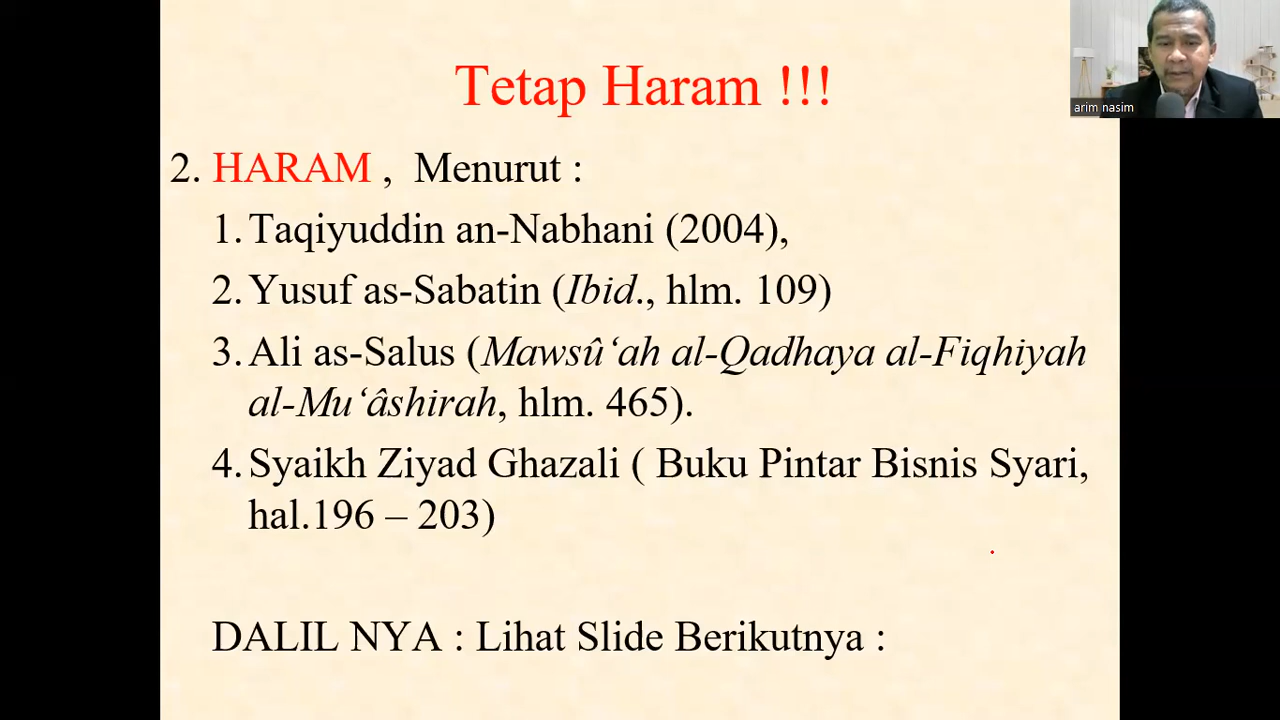 Tetap Haram !!!
arim nasim
2. HARAM , Menurut :
1. Taqiyuddin an-Nabhani (2004),
2. Yusuf as-Sabatin (Ibid., hlm. 109)
3. Ali as-Salus (Mawsû‘ah al-Qadhaya al-Fiqhiyah
al-Mu‘âshirah, hlm. 465).
4. Syaikh Ziyad Ghazali ( Buku Pintar Bisnis Syari,
hal.196 – 203)
DALIL NYA : Lihat Slide Berikutnya :